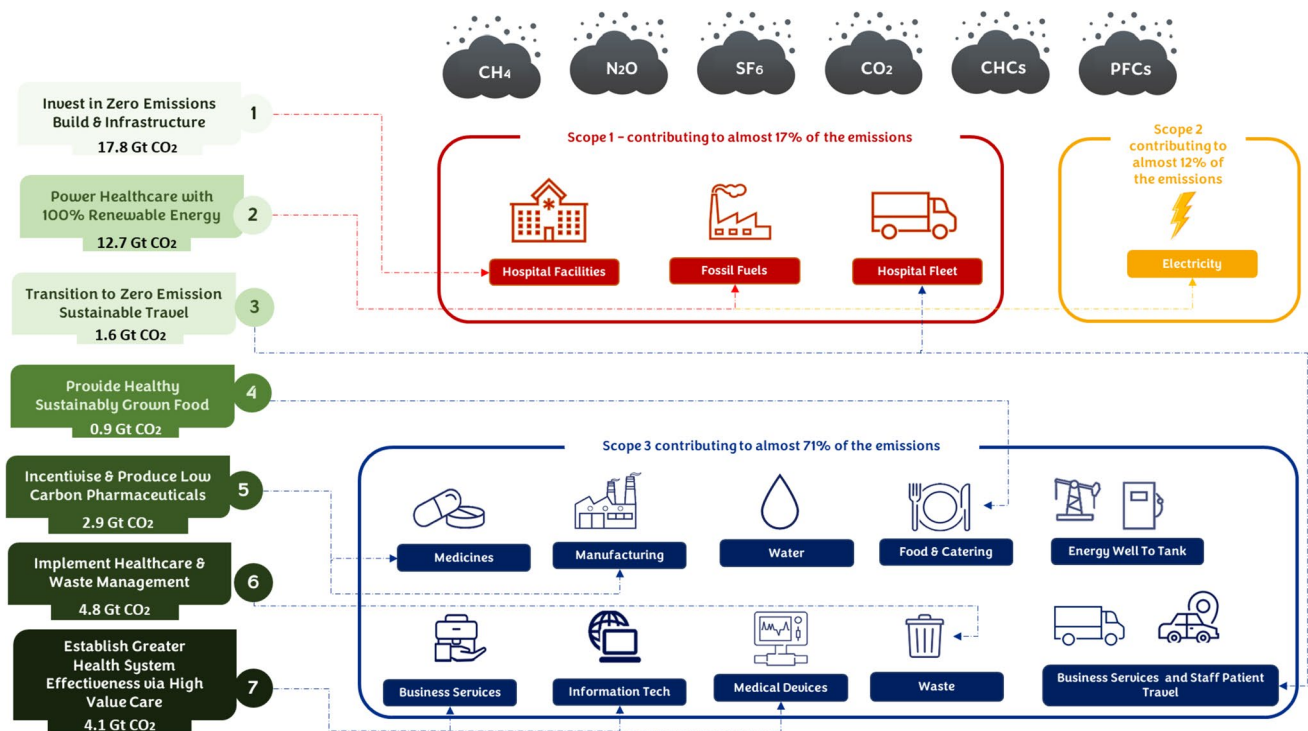 CH4
N2O
SF6
CO2
CHCs
PFCs
Invest in Zero Emissions
Build & Infrastructure
17.8 Gt CO2
1
Power Healthcare with
100% Renewable Energy
12.7 Gt CO2
2
Transition to Zero Emission
Sustainable Travel
1.6 Gt CO2
3
Provide Healthy
Sustainably Grown Food
0.9 Gt CO2
4
Incentivise & Produce Low
Carbon Pharmaceuticals
2.9 Gt CO2
5
Implement Healthcare &
Waste Management
4.8 Gt CO2
6
Establish Greater
Health System
Effectiveness via High
Value Care
4.1 Gt CO2
7
Scope 1 – contributing to almost 17% of the emissions
Hospital Facilities
Fossil Fuels
Hospital Fleet
Scope 2
contributing to
almost 12% of
the emissions
Electricity
Scope 3 contributing to almost 71% of the emissions
Medicines
Manufacturing
Water
Food & Catering
Energy Well To Tank
Business Services
Information Tech
Medical Devices
Waste
Business Services and Staff Patient
Travel